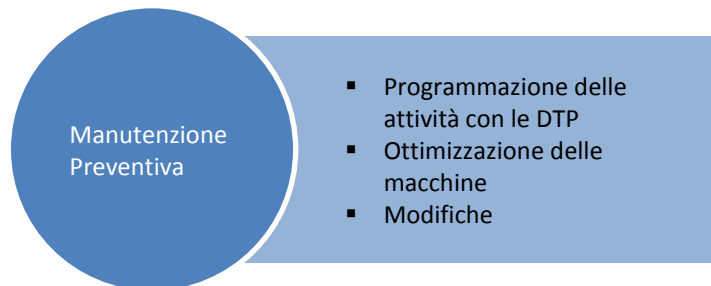 Manutenzione
Preventiva
▪ Programmazione delle
attività con le DTP
▪ Ottimizzazione delle
macchine
▪ Modifiche